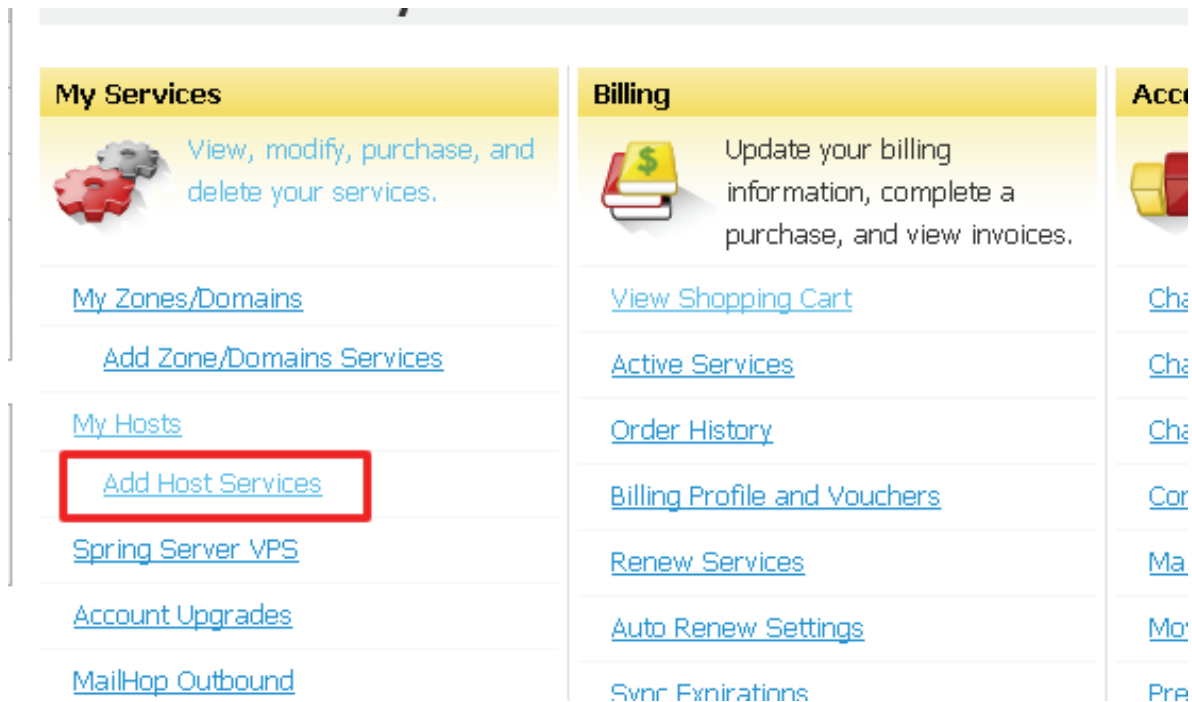 My Services
View, modify, purchase, and
delete your services.
My Zones/Domains
Add Zone/Domains Services
My Hosts
Add Host Services
Spring Server VPS
Account Upgrades
MailHop Outbound
Billing
$
Update your billing
information, complete a
purchase, and view invoices.
View Shopping Cart
Active Services
Order History
Billing Profile and Vouchers
Renew Services
Auto Renew Settings
Sync Expirations